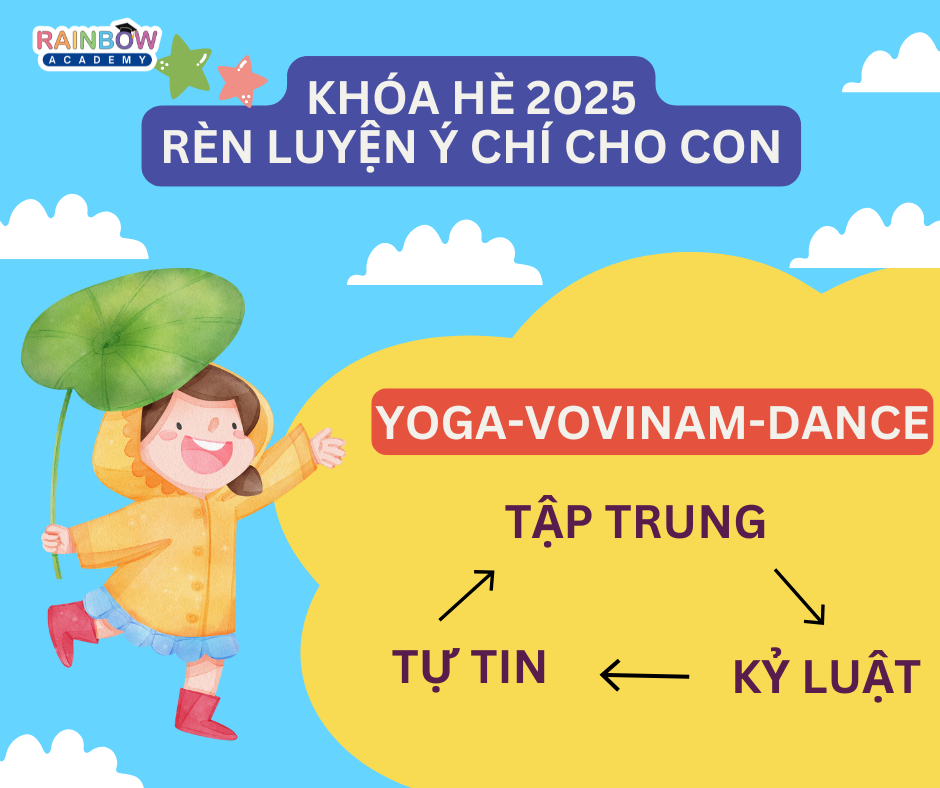 RAINBOW
ACADEMY
KHÓA HÈ 2025
RÈN LUYỆN Ý CHÍ CHO CON
YOGA-VOVINAM-DANCE
TẬP TRUNG
TỰ TIN
KỶ LUẬT